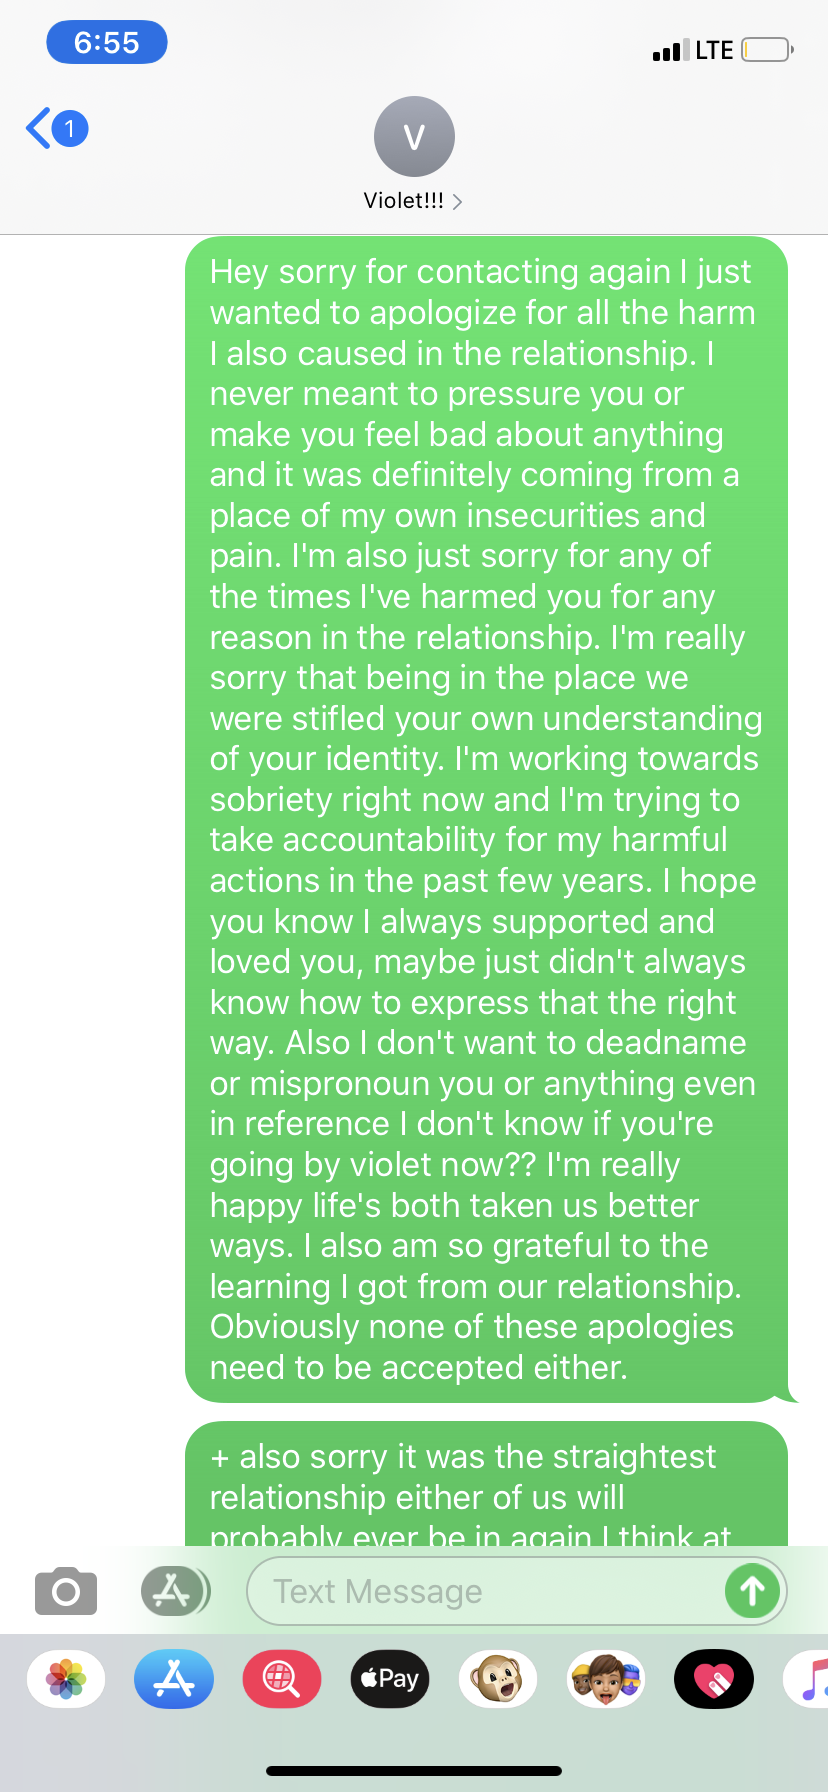 6:55
LTE
1
V
Violet!!!
Hey sorry for contacting again I just
wanted to apologize for all the harm
I also caused in the relationship. I
never meant to pressure you or
make you feel bad about anything
and it was definitely coming from a
place of my own insecurities and
pain. I'm also just sorry for any of
the times I've harmed you for any
reason in the relationship. I'm really
sorry that being in the place we
were stifled your own understanding
of your identity. I'm working towards
sobriety right now and I'm trying to
take accountability for my harmful
actions in the past few years. I hope
you know I always supported and
loved you, maybe just didn't always
know how to express that the right
way. Also I don't want to deadname
or mispronoun you or anything even
in reference I don't know if you're
going by violet now?? I'm really
happy life's both taken us better
ways. I also am so grateful to the
learning I got from our relationship.
Obviously none of these apologies
need to be accepted either.
+ also sorry it was the straightest
relationship either of us will
probably ever be in again I think at
Text Message
Pay